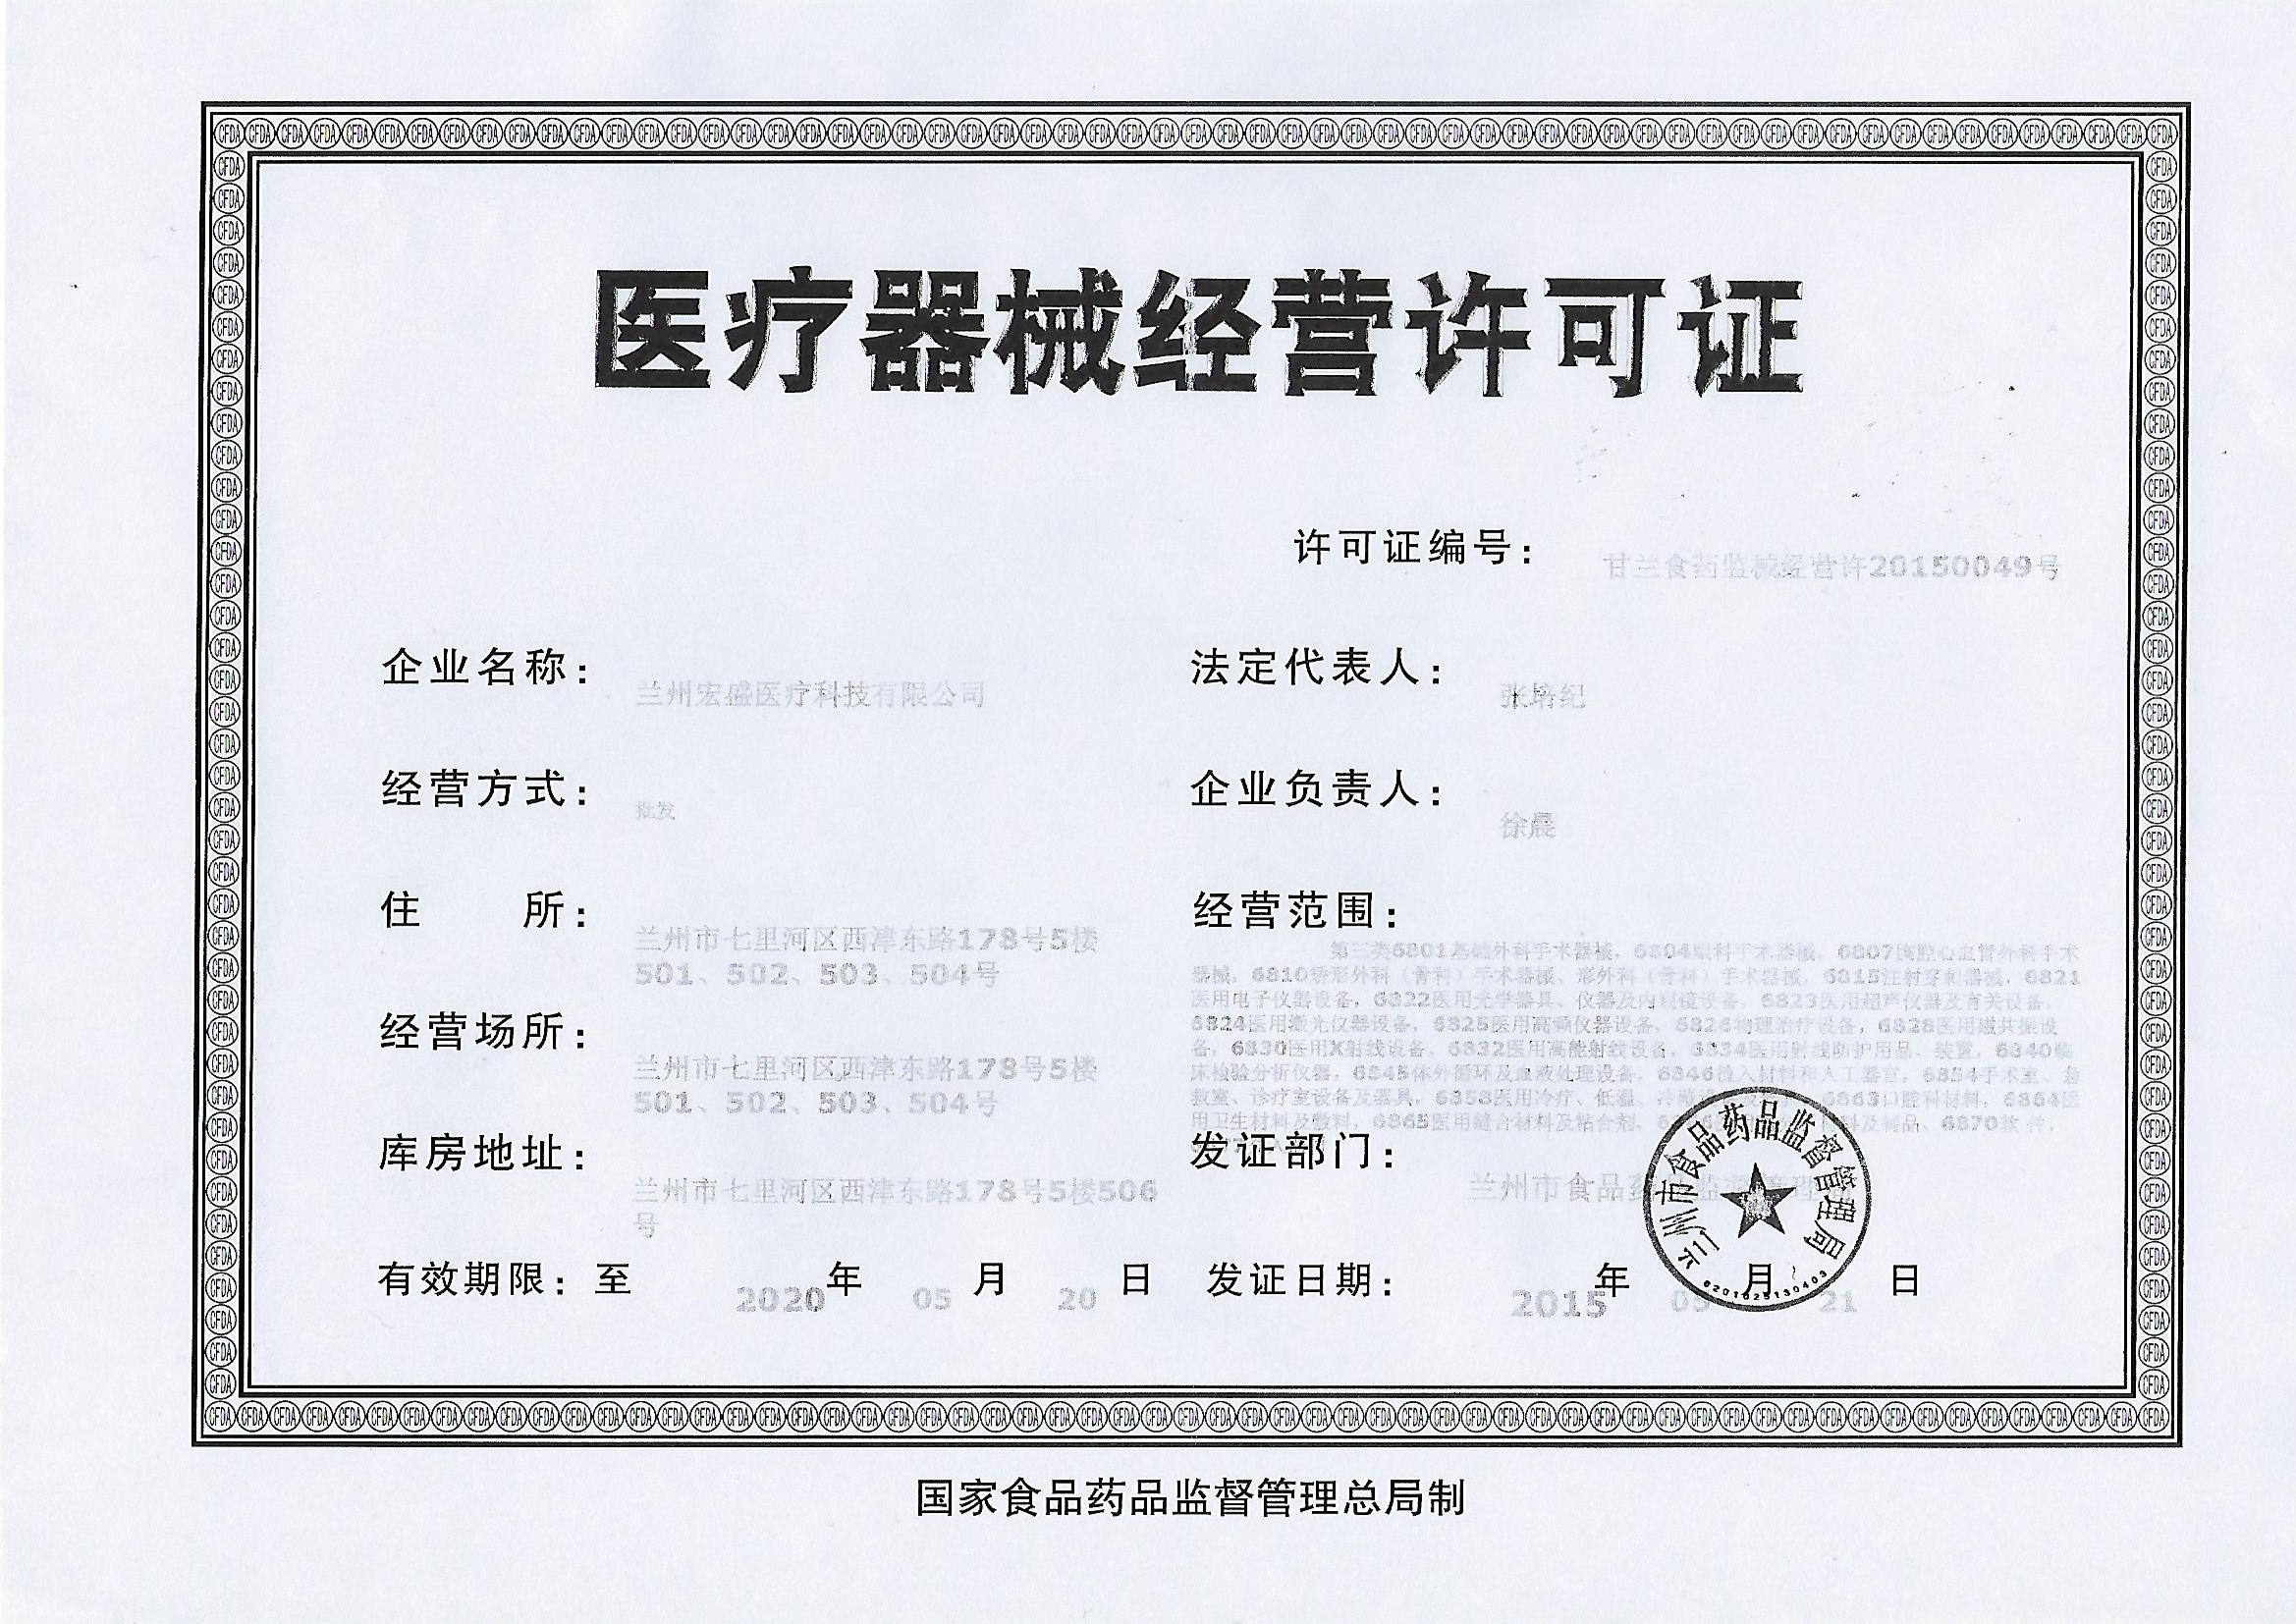 医疗器械经营许可证
许可证编号： 甘兰食药监械经营许20150049号
企业名称： 兰州宏盛医疗科技有限公司
法定代表人： 张培纪
经营方式： 批发
企业负责人： 徐晨
住 所： 兰州市七里河区西津东路178号5楼
501、502、503、504号
经营场所： 兰州市七里河区西津东路178号5楼
501、502、503、504号
库房地址： 兰州市七里河区西津东路178号5楼506
号
有效期限：至 2020 年 05 月 20 日
经营范围：
第三类6801基础外科手术器械，6804眼科手术器械，6807胸腔心血管外科手术
器械，6810矫形外科（骨科）手术器械、形外科（骨科）手术器械，6815注射穿刺器械，6821
医用电子仪器设备，6822医用光学器具、仪器及内窥镜设备，6823医用超声仪器及有关设备，
6824医用激光仪器设备，6825医用高频仪器设备，6826物理治疗设备，6828医用磁共振设
备，6830医用X射线设备，6832医用高能射线设备，6834医用射线防护用品、装置，6840临
床检验分析仪器，6845体外循环及血液处理设备，6846植入材料和人工器官，6854手术室、急
救室、诊疗室设备及器具，6858医用冷疗、低温、冷藏 6863口腔科材料，6864医
用卫生材料及敷料，6865医用缝合材料及粘合剂， 及制品，6870软件，
发证部门： 兰州市食品药品监督管理局
发证日期： 2015 年 05 月 21 日
兰州市食品药品监督管理局
6201025130403
国家食品药品监督管理总局制